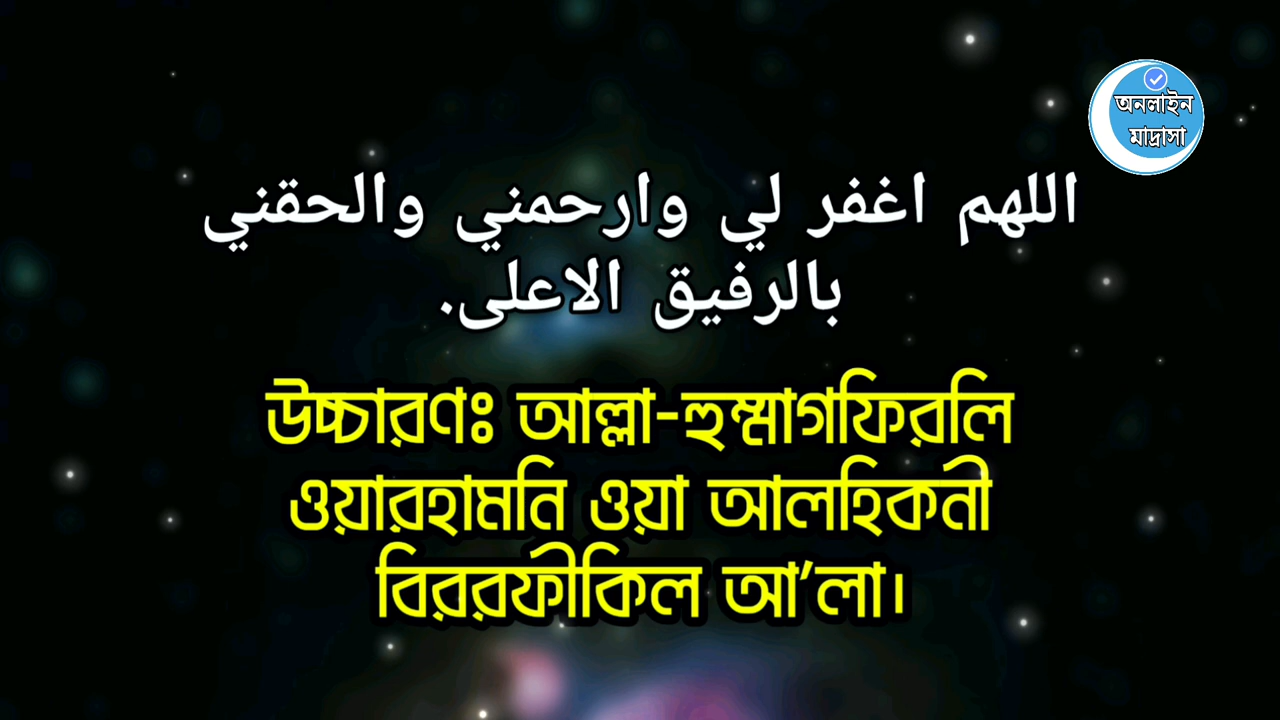 অনলাইন
মাদ্রাসা
اللهم اغفر لي وارحمني والحقني
بالرفيق الاعلى.
উচ্চারণঃ আল্লা-হুম্মাগফিরলি
ওয়ারহামনি ওয়া আলহিকনী
বিররফীকিল আ’লা।